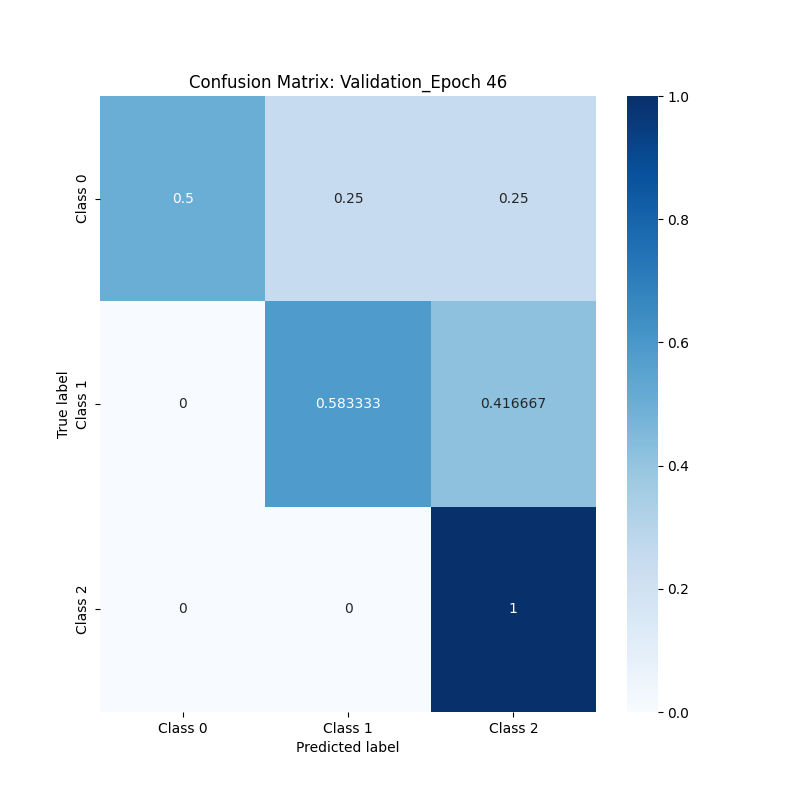 Confusion Matrix: Validation_Epoch 46
Class 0
0.5
0.25
0.25
True label
Class 1
0
0.583333
0.416667
Class 2
0
0
1
Class 0
Class 1
Class 2
Predicted label
1.0
0.8
0.6
0.4
0.2
0.0